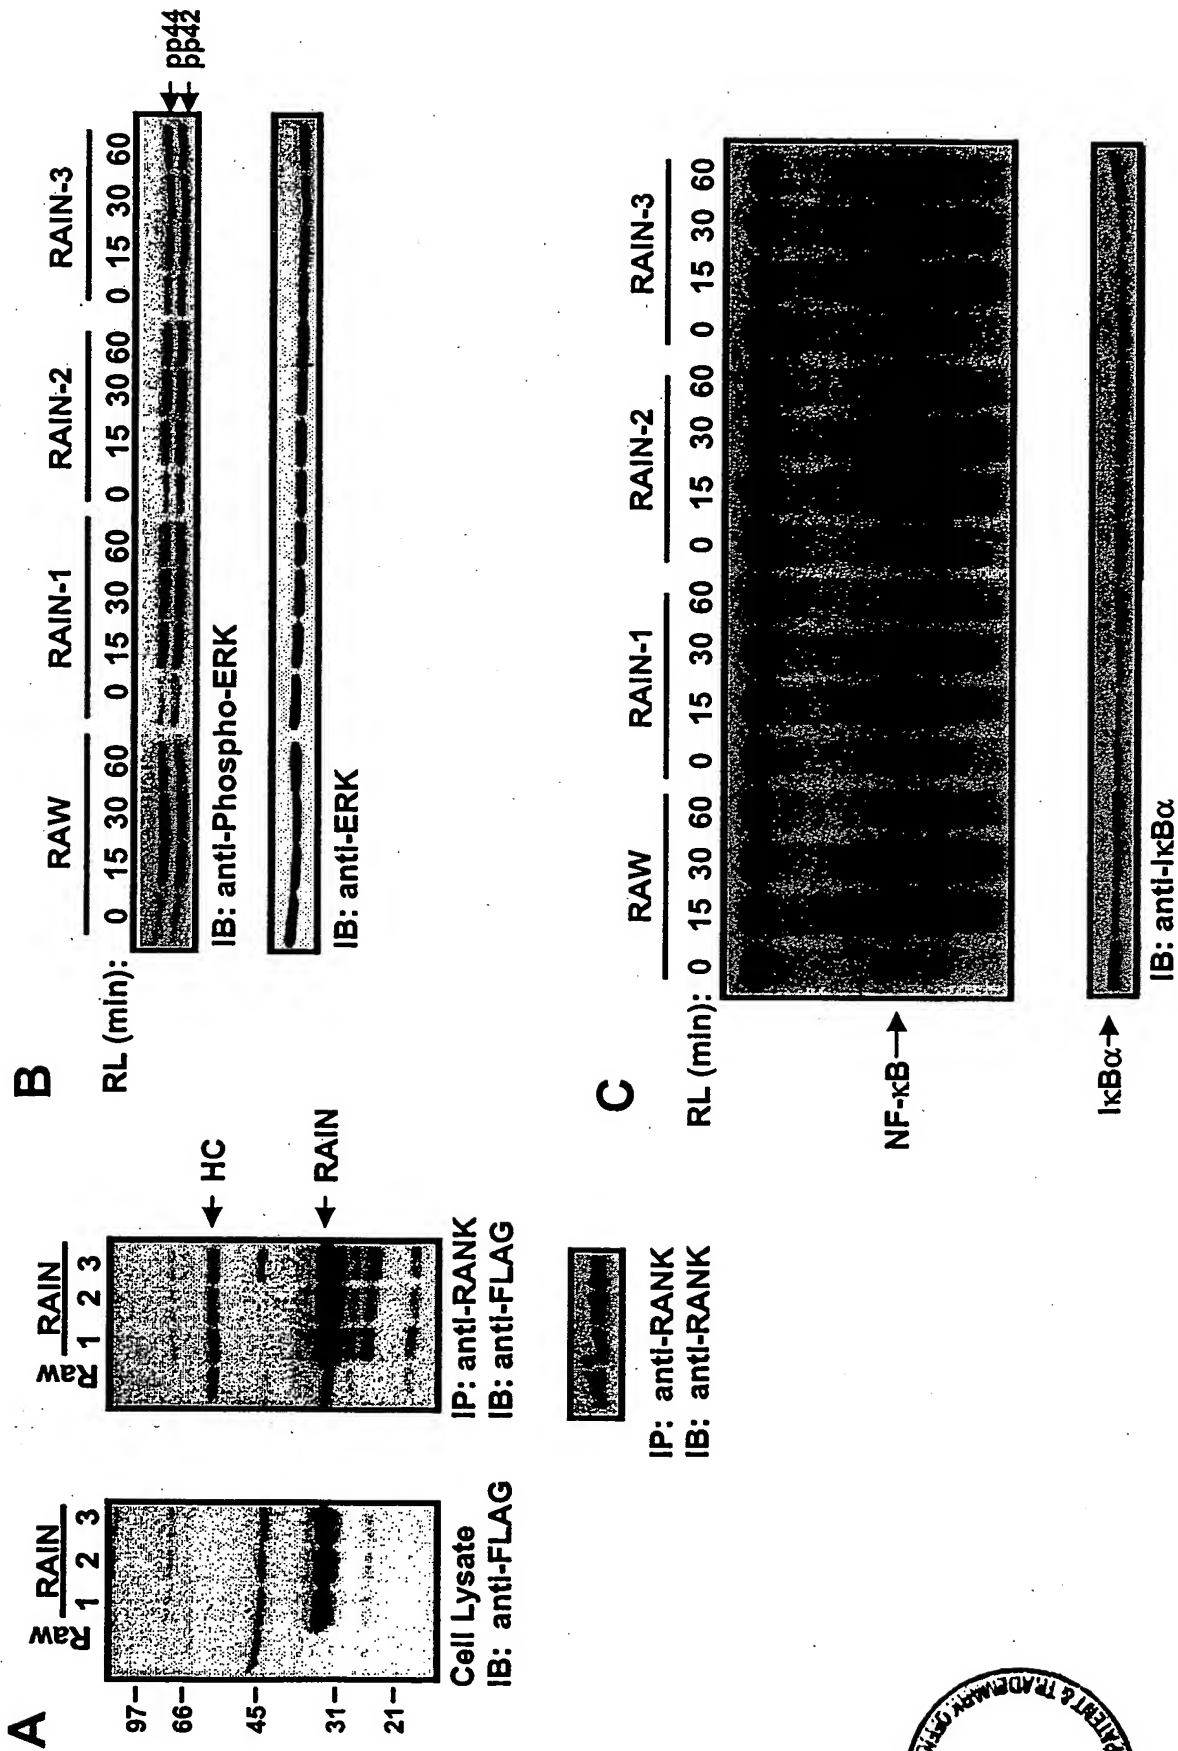 A
Raw
RAIN
1 2 3
97–
66–
45–
31–
21–
Cell Lysate
IB: anti-FLAG
Raw
RAIN
1 2 3
HC
RAIN
IP: anti-RANK
IB: anti-FLAG
IP: anti-RANK
IB: anti-RANK
B
RAW RAIN-1 RAIN-2 RAIN-3
RL (min): 0 15 30 60 0 15 30 60 0 15 30 60 0 15 30 60
pp44
pp42
IB: anti-Phospho-ERK
IB: anti-ERK
C
RAW RAIN-1 RAIN-2 RAIN-3
RL (min): 0 15 30 60 0 15 30 60 0 15 30 60 0 15 30 60
NF-κB
IκBα
IB: anti-IκBα
PATENT & TRADEMARK